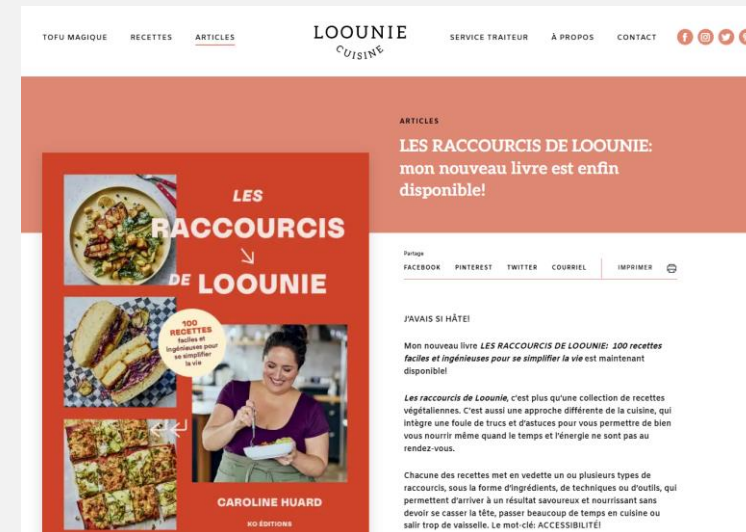 TOFU MAGIQUE RECETTES ARTICLES
LOOUNIE
CUISINE
SERVICE TRAITEUR À PROPOS CONTACT
ARTICLES
LES RACCOURCIS DE LOOUNIE:
mon nouveau livre est enfin
disponible!
LES
RACCOURCIS
DE LOOUNIE
100
RECETTES
faciles et
ingénieuses pour
se simplifier
la vie
CAROLINE HUARD
KO ÉDITIONS
Partage
FACEBOOK PINTEREST TWITTER COURRIEL IMPRIMER
J'AVAIS SI HÂTE!
Mon nouveau livre LES RACCOURCIS DE LOOUNIE: 100 recettes
faciles et ingénieuses pour se simplifier la vie est maintenant
disponible!
Les raccourcis de Loounie, c'est plus qu'une collection de recettes
végétaliennes. C'est aussi une approche différente de la cuisine, qui
intègre une foule de trucs et d'astuces pour vous permettre de bien
vous nourrir même quand le temps et l'énergie ne sont pas au
rendez-vous.
Chacune des recettes met en vedette un ou plusieurs types de
raccourcis, sous la forme d'ingrédients, de techniques ou d'outils, qui
permettent d'arriver à un résultat savoureux et nourrissant sans
devoir se casser la tête, passer beaucoup de temps en cuisine ou
salir trop de vaisselle. Le mot-clé: ACCESSIBILITÉ!